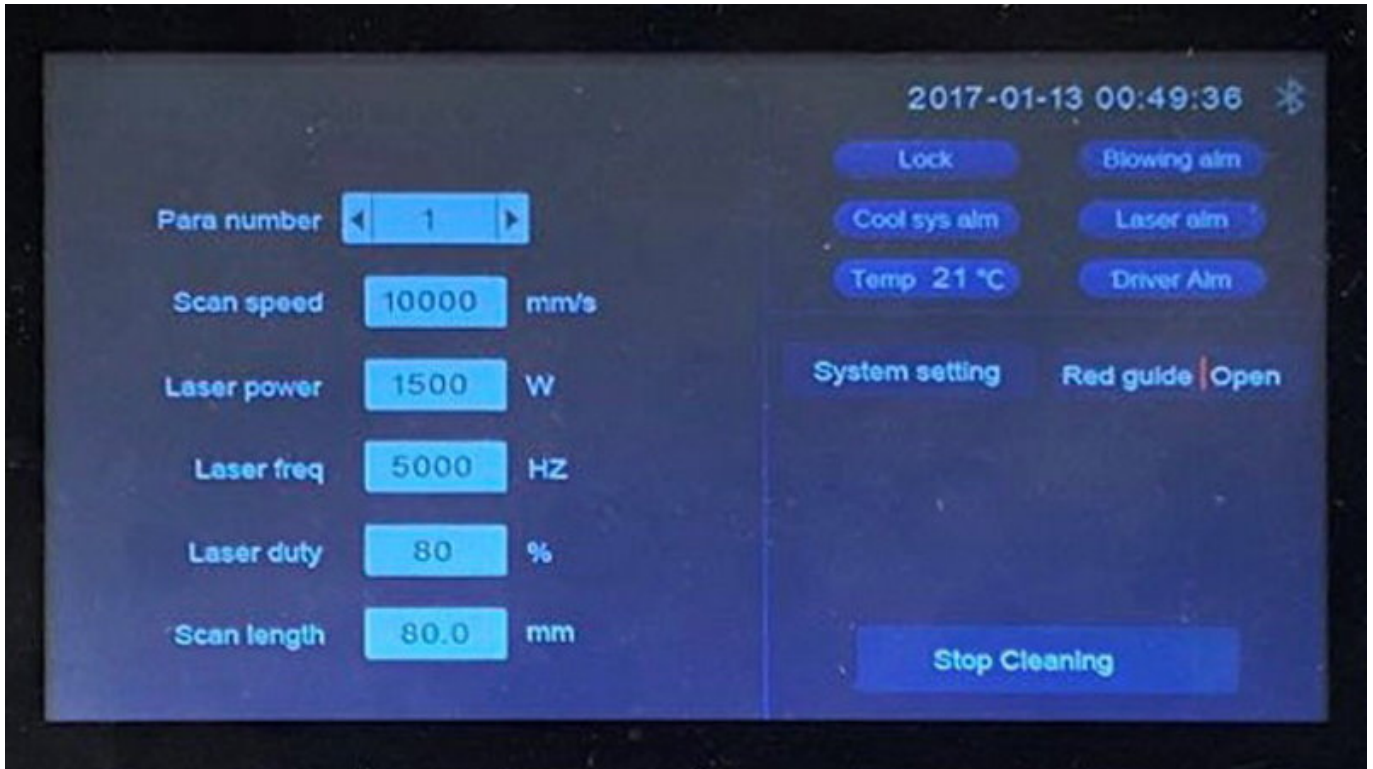 2017-01-13 00:49:36
Lock
Blowing alm
Cool sys alm
Laser alm
Temp 21 °C
Driver Alm
Para number 1
Scan speed 10000 mm/s
Laser power 1500 W
Laser freq 5000 HZ
Laser duty 80 %
Scan length 80.0 mm
System setting
Red guide Open
Stop Cleaning